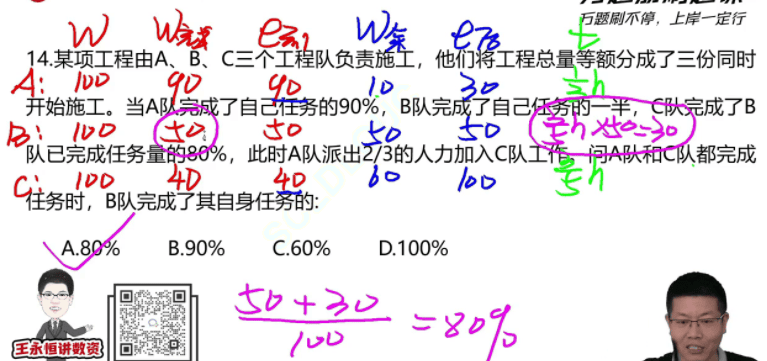 万题刷不停，上岸一定行
W W完 e前 W余 e后 t
14.某项工程由A、B、C三个工程队负责施工，他们将工程总量等额分成了三份同时
A: 100 90 90 10 30 1/3h
开始施工。当A队完成了自己任务的90%，B队完成了自己任务的一半，C队完成了B
B: 100 50 50 50 50 3/5h×50=30
队已完成任务量的80%，此时A队派出2/3的人力加入C队工作。问A队和C队都完成
C: 100 40 40 60 100 3/5h
任务时，B队完成了其自身任务的:
A.80% B.90% C.60% D.100%
50+30/100=80%
王永恒讲数资